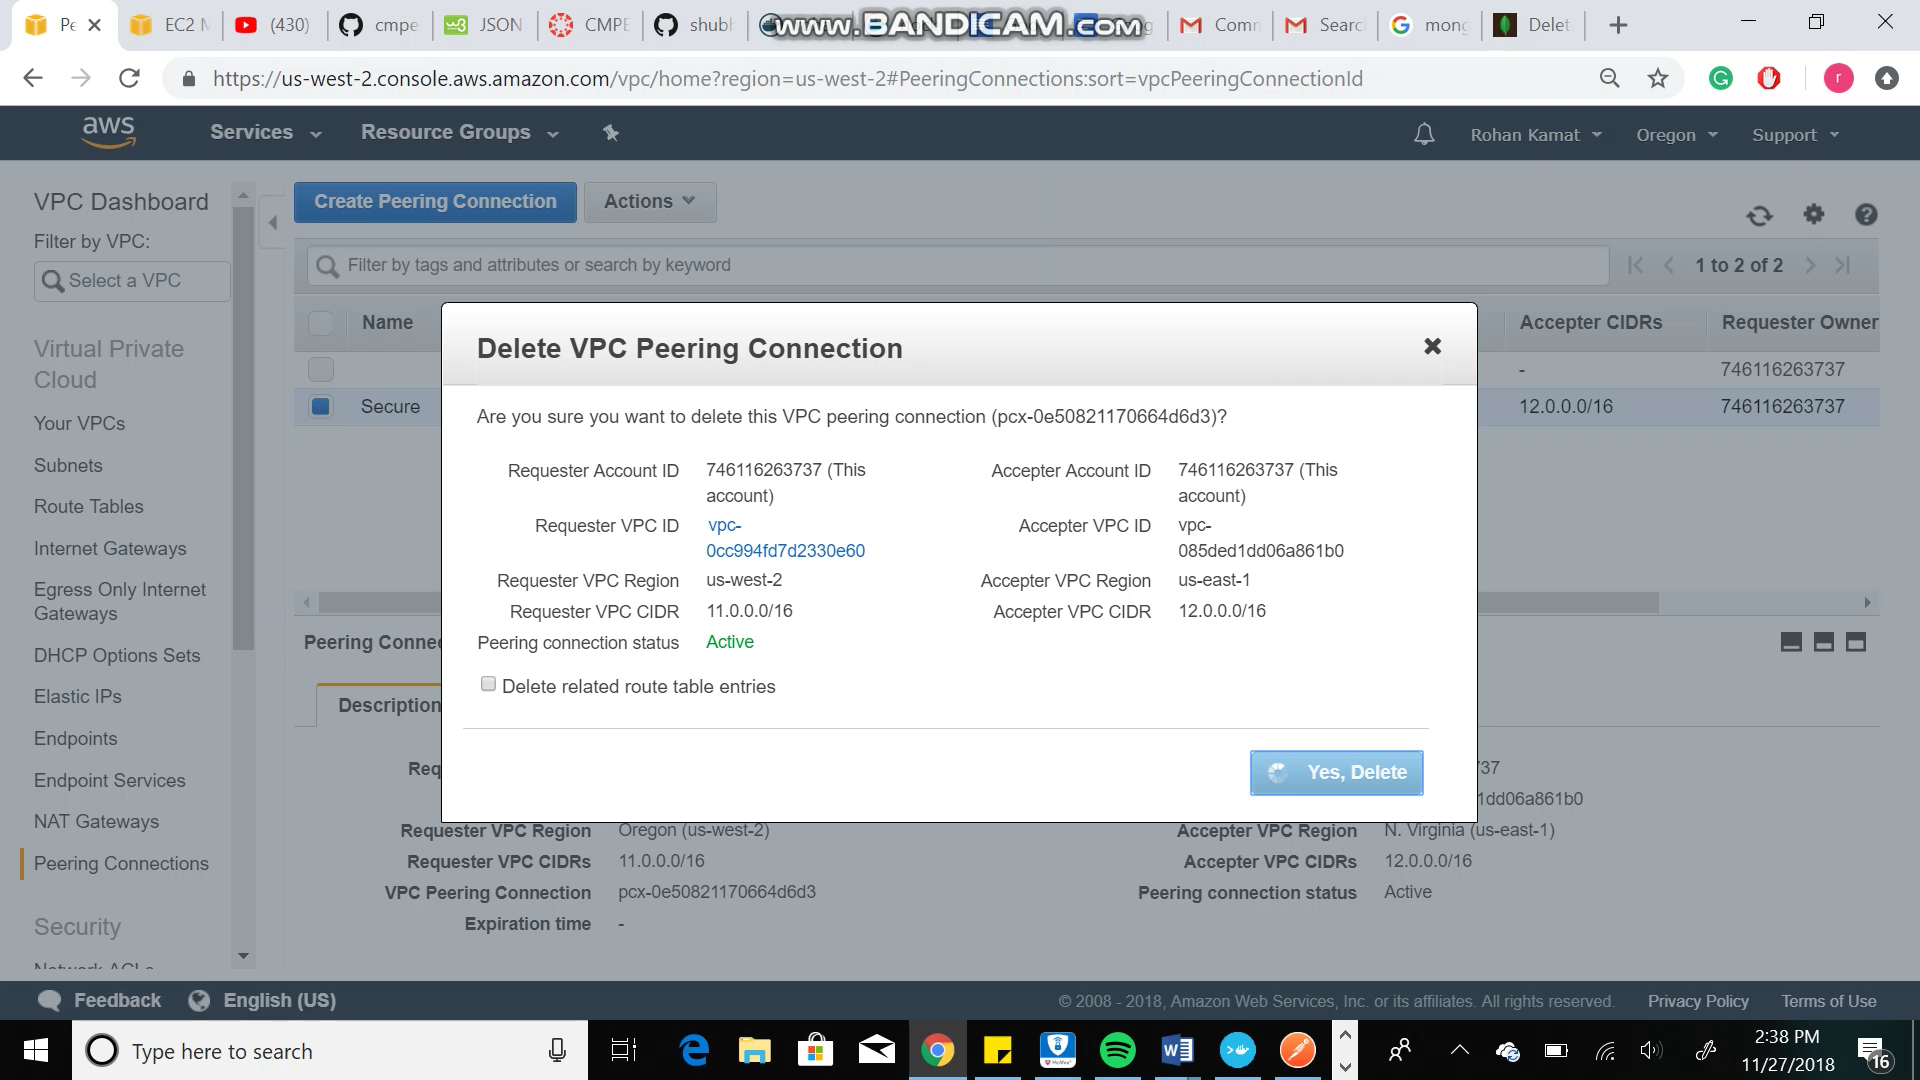 Pe
EC2 M
(430)
cmpe
JSON
CMPE
shubh
www.BANDICAM.com
Comm
Searc
mong
Delet
https://us-west-2.console.aws.amazon.com/vpc/home?region=us-west-2#PeeringConnections:sort=vpcPeeringConnectionId
r
aws
Services
Resource Groups
Rohan Kamat
Oregon
Support
VPC Dashboard
Filter by VPC:
Select a VPC
Virtual Private
Cloud
Your VPCs
Subnets
Route Tables
Internet Gateways
Egress Only Internet
Gateways
DHCP Options Sets
Elastic IPs
Endpoints
Endpoint Services
NAT Gateways
Peering Connections
Security
Network ACLs
Create Peering Connection
Actions
Filter by tags and attributes or search by keyword
1 to 2 of 2
Name
Accepter CIDRs
Requester Owner
-
746116263737
Secure
12.0.0.0/16
746116263737
Delete VPC Peering Connection
Are you sure you want to delete this VPC peering connection (pcx-0e50821170664d6d3)?
Requester Account ID 746116263737 (This
account)
Accepter Account ID 746116263737 (This
account)
Requester VPC ID vpc-
0cc994fd7d2330e60
Accepter VPC ID vpc-
085ded1dd06a861b0
Requester VPC Region us-west-2
Accepter VPC Region us-east-1
Requester VPC CIDR 11.0.0.0/16
Accepter VPC CIDR 12.0.0.0/16
Peering connection status Active
Delete related route table entries
Yes, Delete
Peering Connec
Description
Req
737
1dd06a861b0
Requester VPC Region Oregon (us-west-2)
Accepter VPC Region N. Virginia (us-east-1)
Requester VPC CIDRs 11.0.0.0/16
Accepter VPC CIDRs 12.0.0.0/16
VPC Peering Connection pcx-0e50821170664d6d3
Peering connection status Active
Expiration time -
Feedback
English (US)
© 2008 - 2018, Amazon Web Services, Inc. or its affiliates. All rights reserved.
Privacy Policy
Terms of Use
Type here to search
2:38 PM
11/27/2018
16